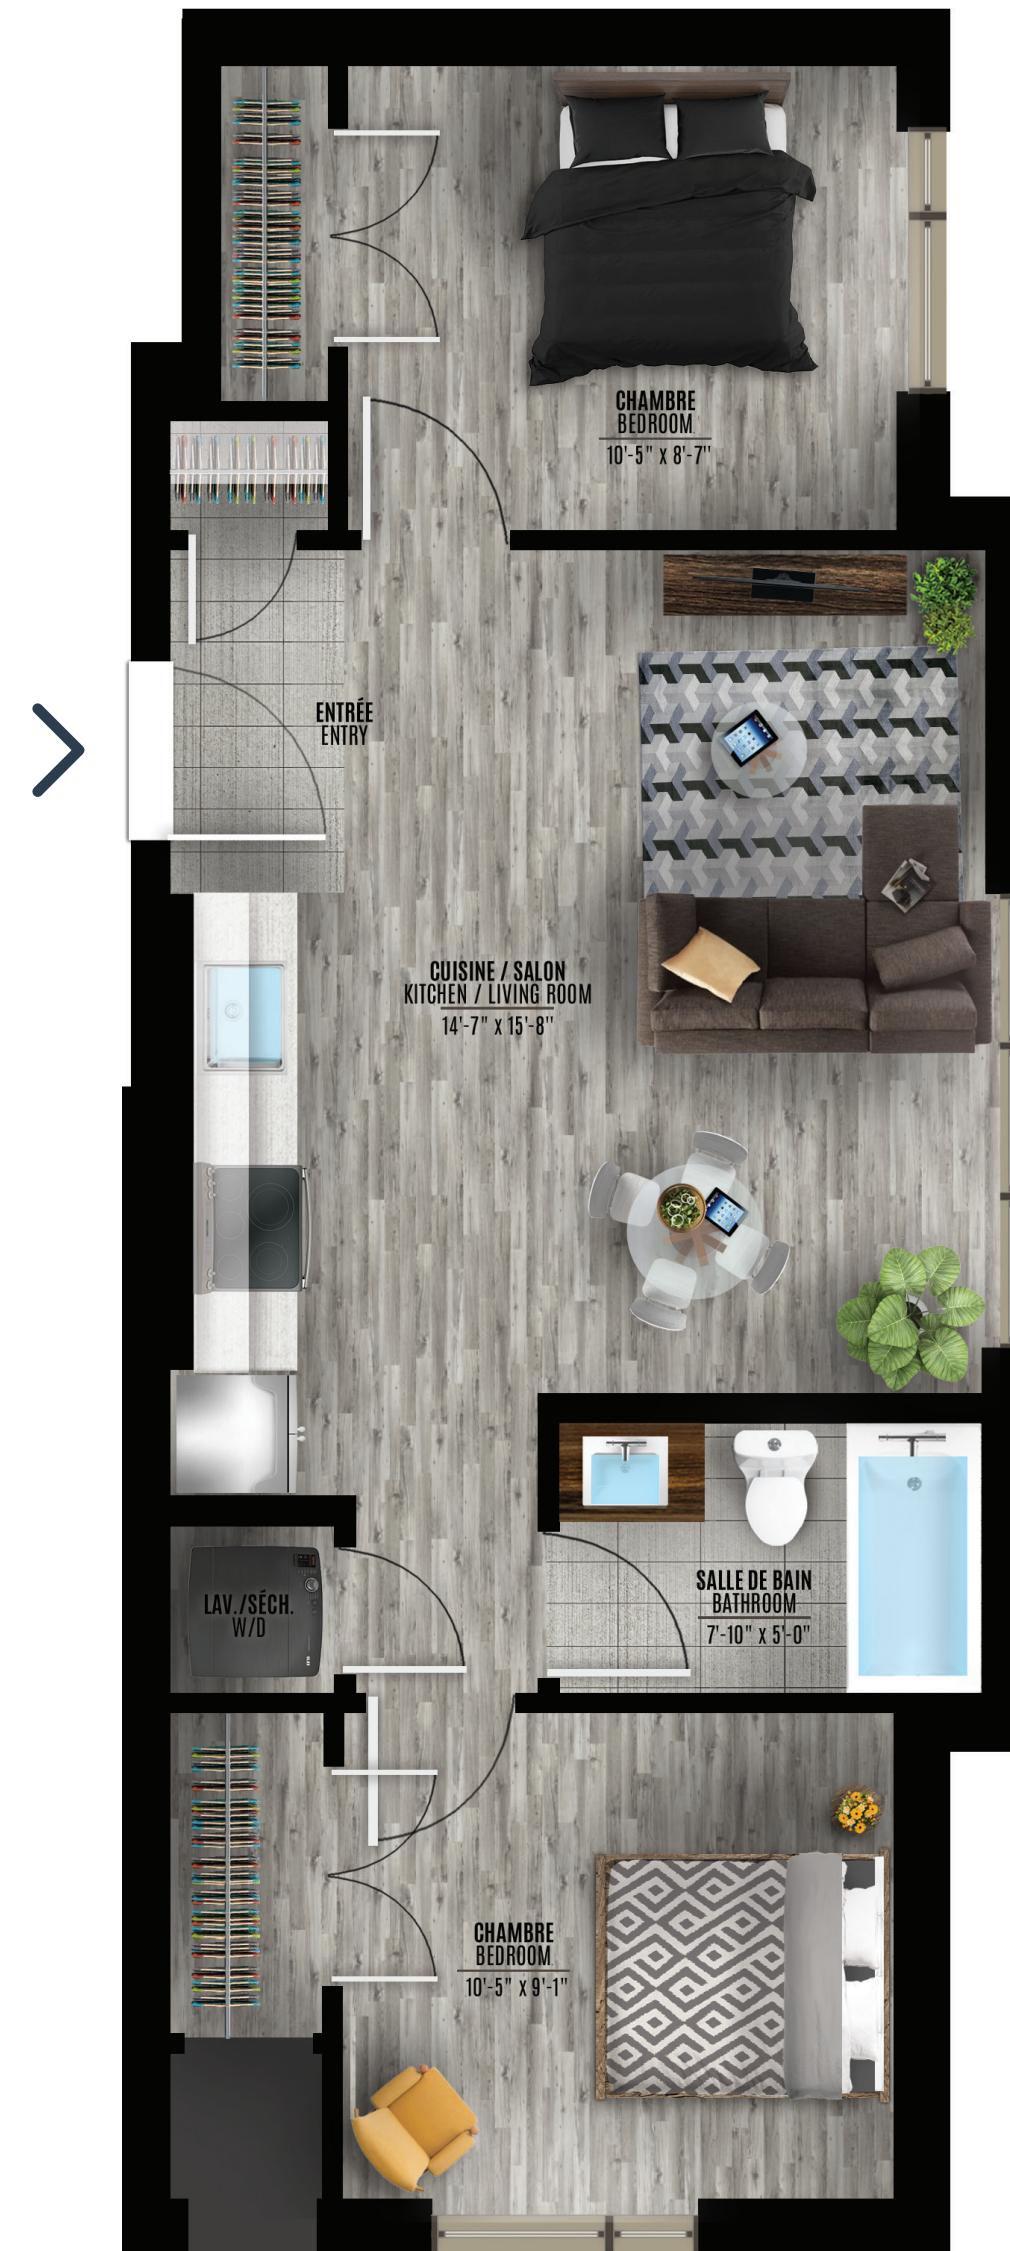 CHAMBRE
BEDROOM
10'-5" x 8'-7"
ENTRÉE
ENTRY
CUISINE / SALON
KITCHEN / LIVING ROOM
14'-7" x 15'-8"
LAV./SÉCH.
W/D
SALLE DE BAIN
BATHROOM
7'-10" x 5'-0"
CHAMBRE
BEDROOM
10'-5" x 9'-1"